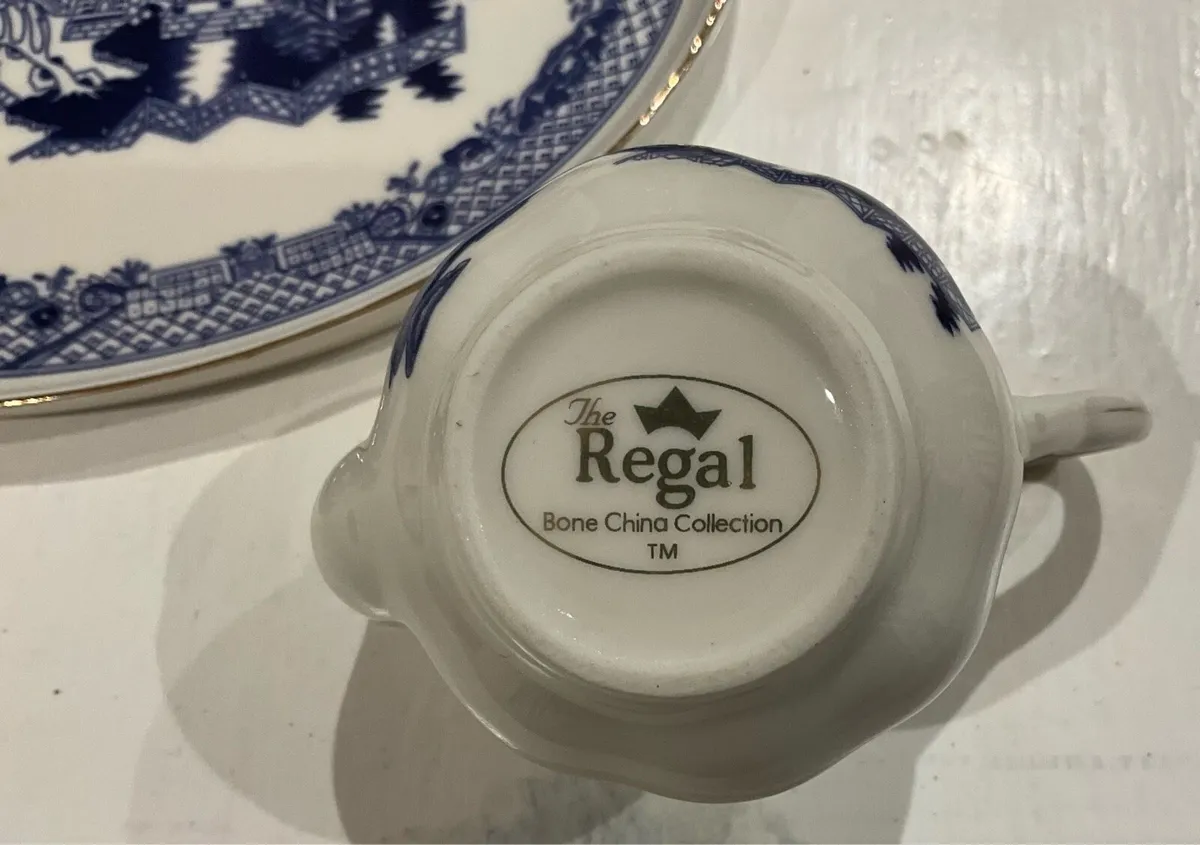 The
Regal
Bone China Collection
TM